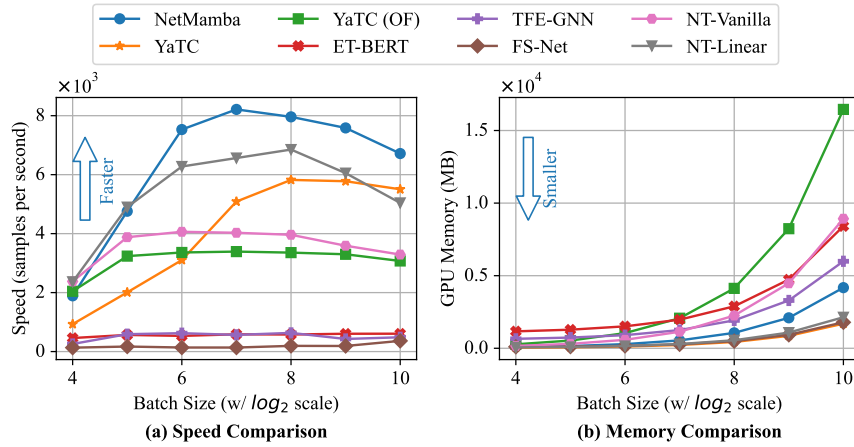 NetMamba YaTC (OF) TFE-GNN NT-Vanilla
YaTC ET-BERT FS-Net NT-Linear
×10³
8
6
4
2
0
Speed (samples per second)
Faster
4 6 8 10
Batch Size (w/ log₂ scale)
(a) Speed Comparison
×10⁴
1.5
1.0
0.5
0.0
GPU Memory (MB)
Smaller
4 6 8 10
Batch Size (w/ log₂ scale)
(b) Memory Comparison